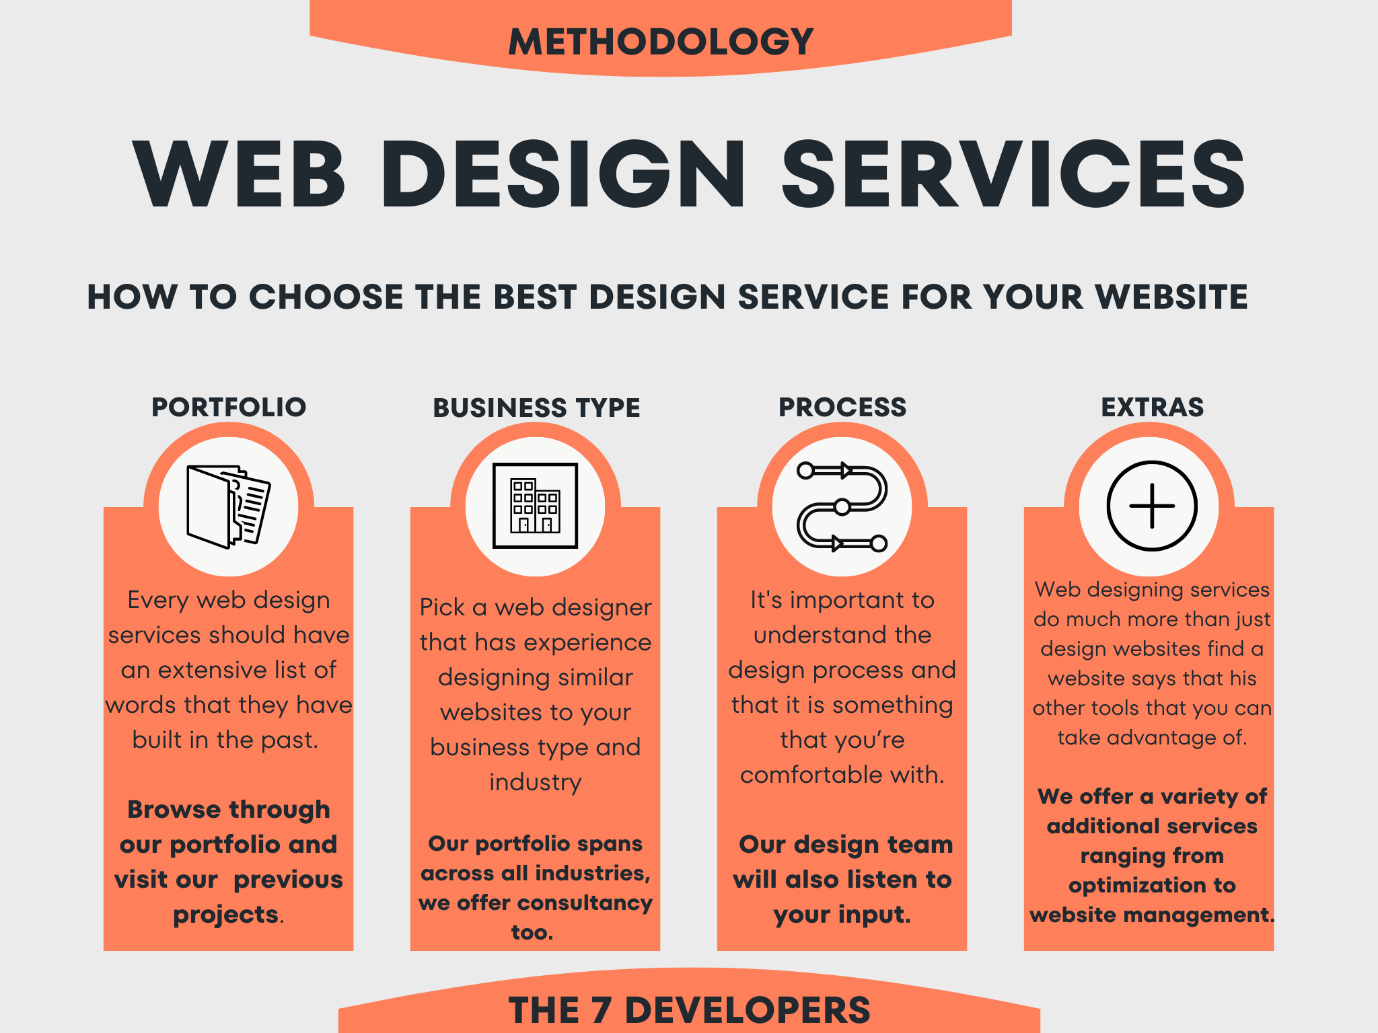 METHODOLOGY
WEB DESIGN SERVICES
HOW TO CHOOSE THE BEST DESIGN SERVICE FOR YOUR WEBSITE
PORTFOLIO
Every web design
services should have
an extensive list of
words that they have
built in the past.
Browse through
our portfolio and
visit our previous
projects.
BUSINESS TYPE
Pick a web designer
that has experience
designing similar
websites to your
business type and
industry
Our portfolio spans
across all industries,
we offer consultancy
too.
PROCESS
It's important to
understand the
design process and
that it is something
that you’re
comfortable with.
Our design team
will also listen to
your input.
EXTRAS
Web designing services
do much more than just
design websites find a
website says that his
other tools that you can
take advantage of.
We offer a variety of
additional services
ranging from
optimization to
website management.
THE 7 DEVELOPERS